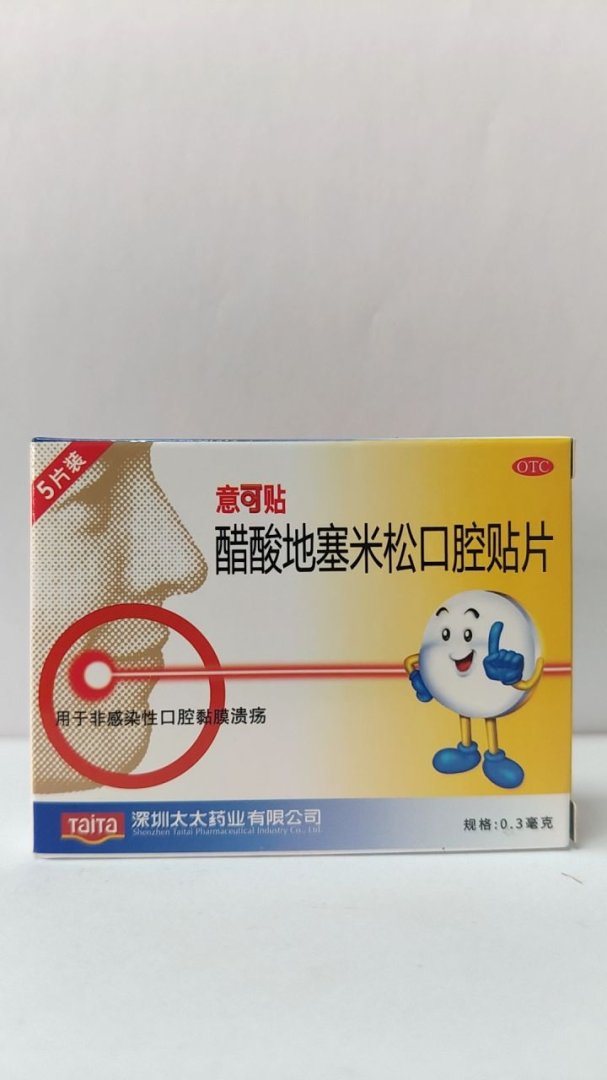 5片装
OTC
意可贴
醋酸地塞米松口腔贴片
用于非感染性口腔黏膜溃疡
TaiTa
深圳太太药业有限公司
Shenzhen Taitai Pharmaceutical Industry Co., Ltd.
规格:0.3毫克